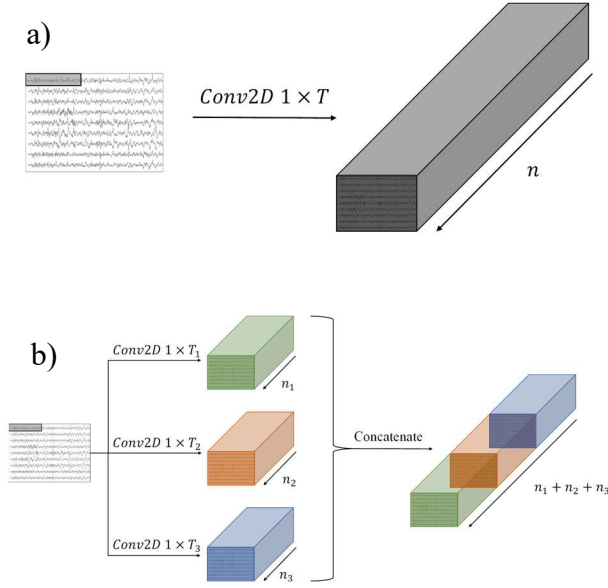 a)
Conv2D 1 × T
n
b)
Conv2D 1 × T₁
n₁
Conv2D 1 × T₂
n₂
Conv2D 1 × T₃
n₃
Concatenate
n₁ + n₂ + n₃